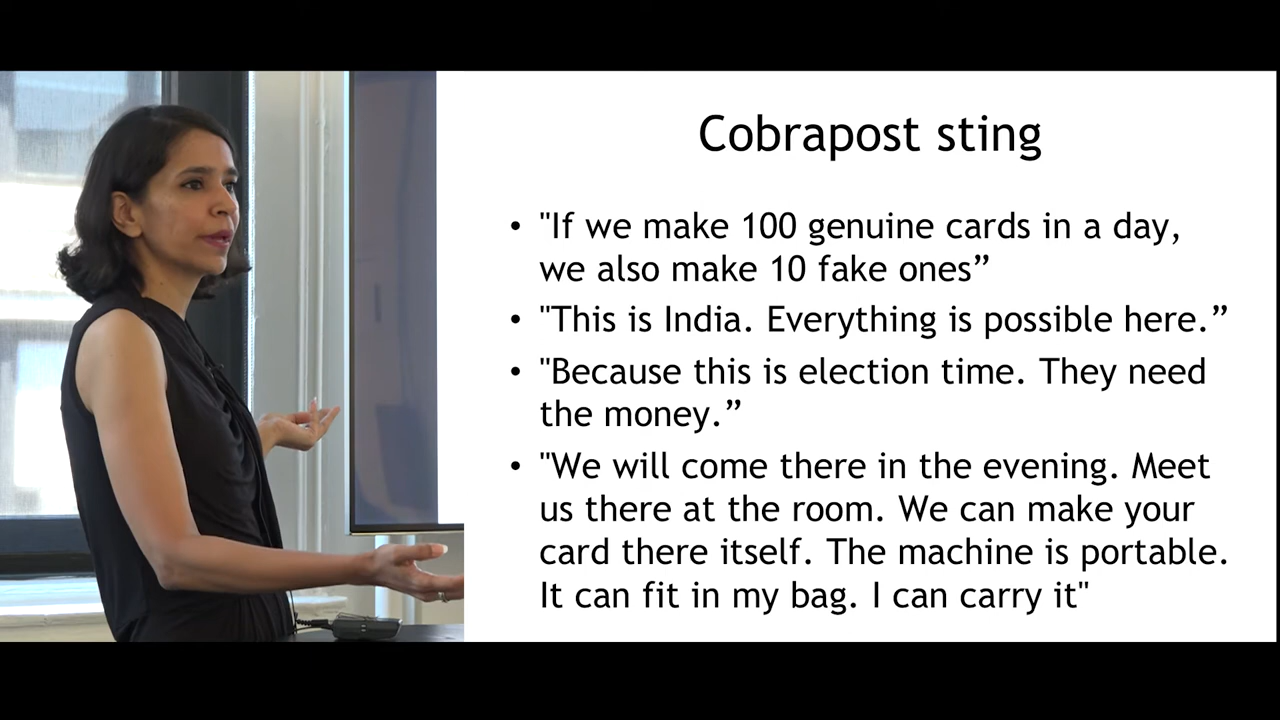 Cobrapost sting
• "If we make 100 genuine cards in a day,
we also make 10 fake ones”
• "This is India. Everything is possible here.”
• "Because this is election time. They need
the money.”
• "We will come there in the evening. Meet
us there at the room. We can make your
card there itself. The machine is portable.
It can fit in my bag. I can carry it"